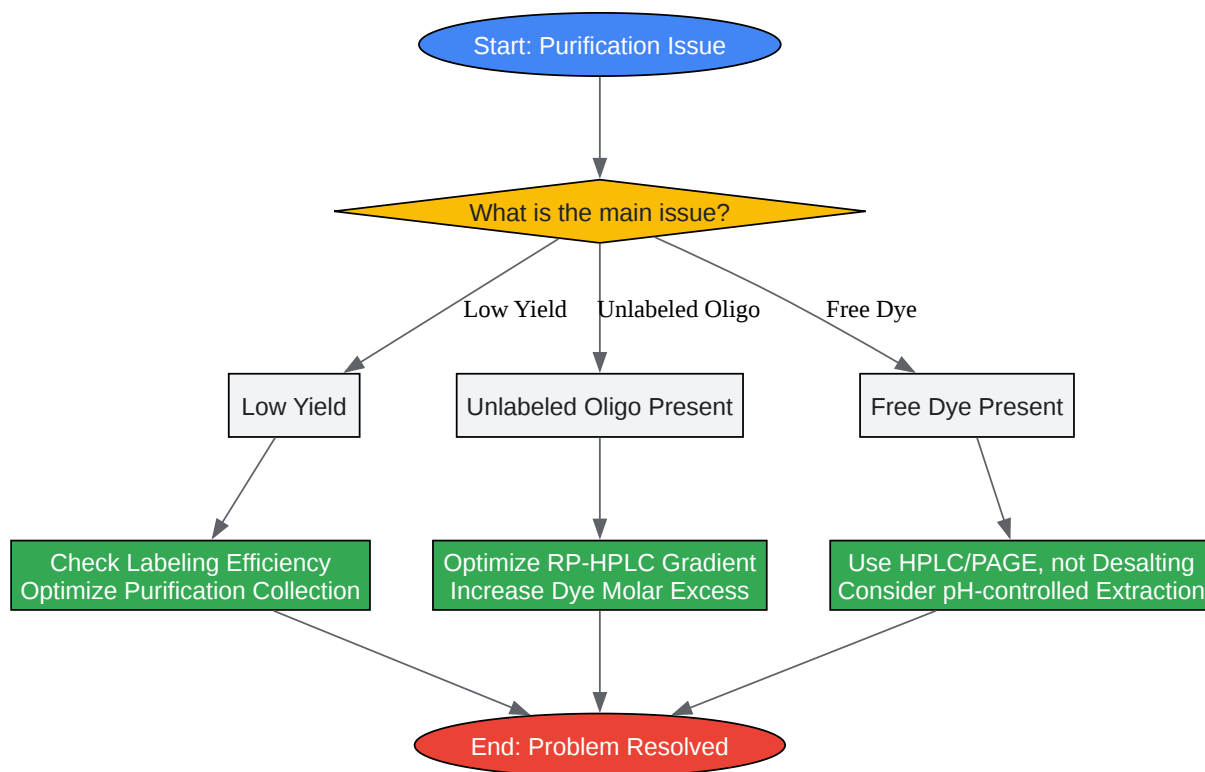 Start: Purification Issue
What is the main issue?
Low Yield
Unlabeled Oligo
Free Dye
Low Yield
Unlabeled Oligo Present
Free Dye Present
Check Labeling Efficiency
Optimize Purification Collection
Optimize RP-HPLC Gradient
Increase Dye Molar Excess
Use HPLC/PAGE, not Desalting
Consider pH-controlled Extraction
End: Problem Resolved